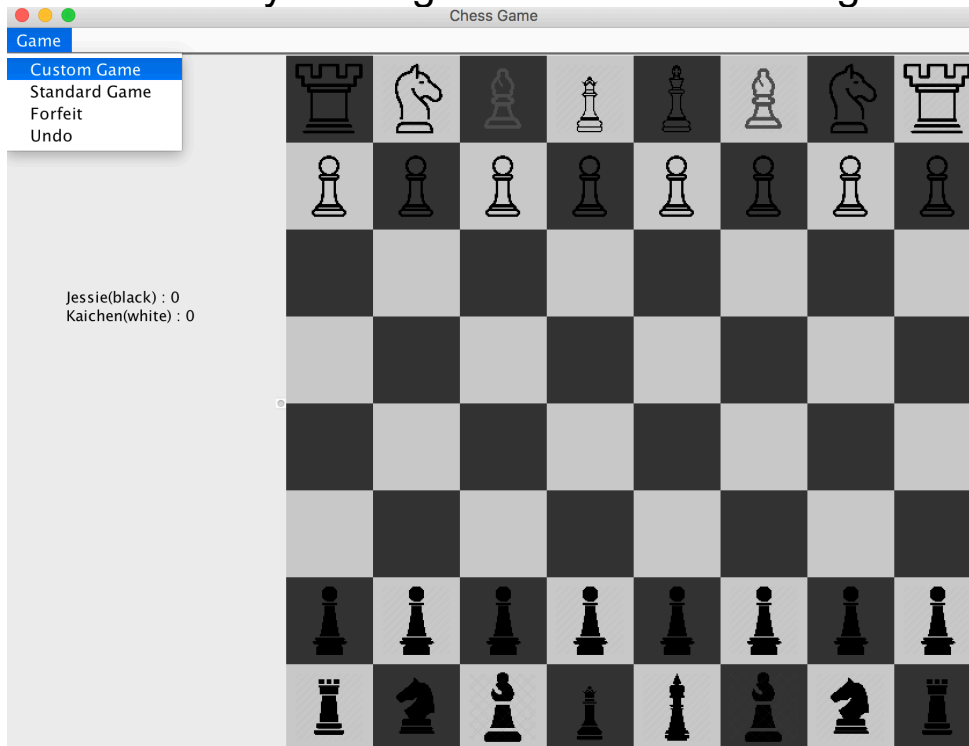 Chess Game
Game
Custom Game
Standard Game
Forfeit
Undo
Jessie(black) : 0
Kaichen(white) : 0